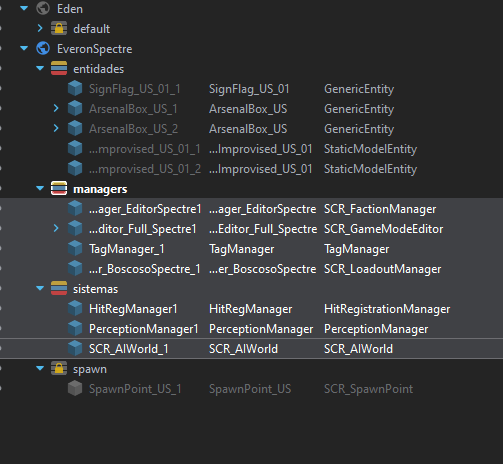 Eden
default
EveronSpectre
entidades
SignFlag_US_01_1 SignFlag_US_01 GenericEntity
ArsenalBox_US_1 ArsenalBox_US GenericEntity
ArsenalBox_US_2 ArsenalBox_US GenericEntity
...mprovised_US_01_1 ...Improvised_US_01 StaticModelEntity
...mprovised_US_01_2 ...Improvised_US_01 StaticModelEntity
managers
...ager_EditorSpectre1 ...ager_EditorSpectre SCR_FactionManager
...ditor_Full_Spectre1 ...Editor_Full_Spectre SCR_GameModeEditor
TagManager_1 TagManager TagManager
...r_BoscosoSpectre_1 ...er_BoscosoSpectre SCR_LoadoutManager
sistemas
HitRegManager1 HitRegManager HitRegistrationManager
PerceptionManager1 PerceptionManager PerceptionManager
SCR_AIWorld_1 SCR_AIWorld SCR_AIWorld
spawn
SpawnPoint_US_1 SpawnPoint_US SCR_SpawnPoint